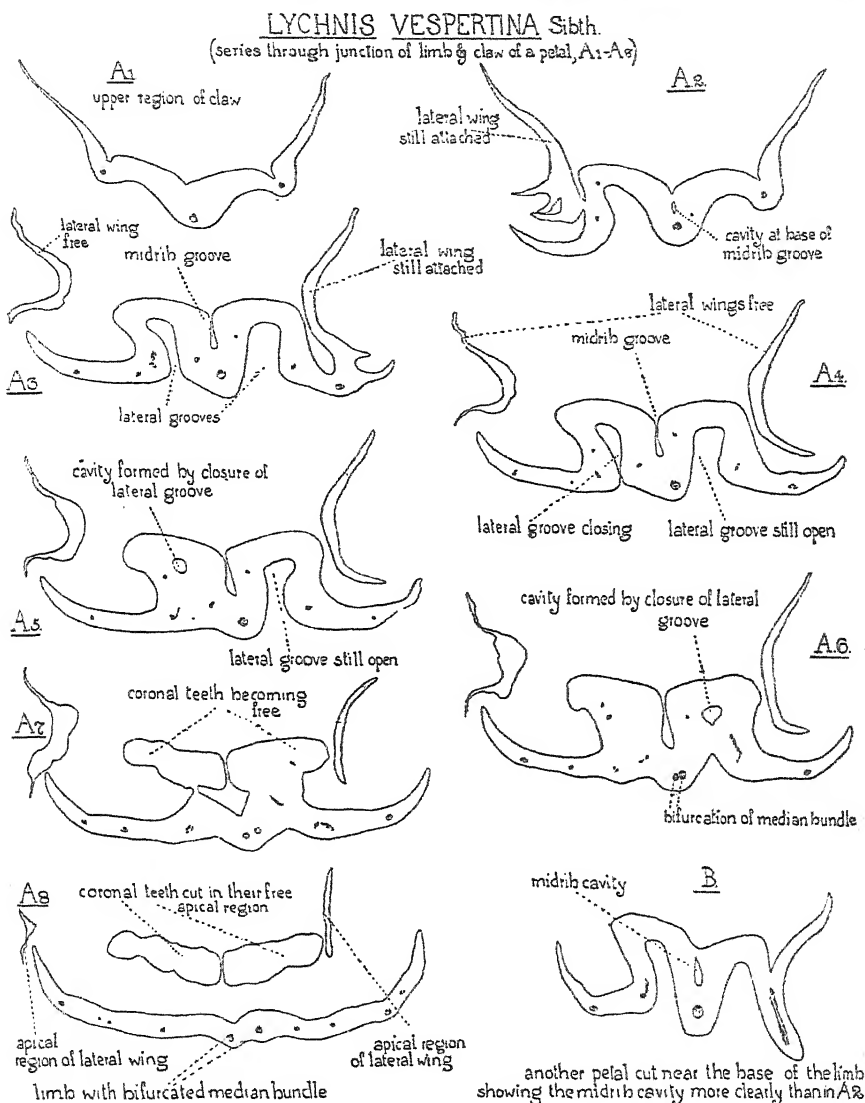 LYCHNIS VESPERTINA Sibth.
(series through junction of limb & claw of a petal, A1-A8)
A1
upper region of claw
A2.
lateral wing
still attached
cavity at base of
midrib groove
lateral wing
free
midrib groove
lateral wing
still attached
A3
lateral grooves
lateral wings free
midrib groove
A4.
lateral groove closing
lateral groove still open
cavity formed by closure of
lateral groove
A5.
lateral groove still open
cavity formed by closure of lateral
groove
A.6.
bifurcation of median bundle
coronal teeth becoming
free
A7
A8
coronal teeth cut in their free
apical region
apical
region of lateral wing
apical region
of lateral wing
limb with bifurcated median bundle
midrib cavity
B.
another petal cut near the base of the limb
showing the midrib cavity more clearly than in A2.